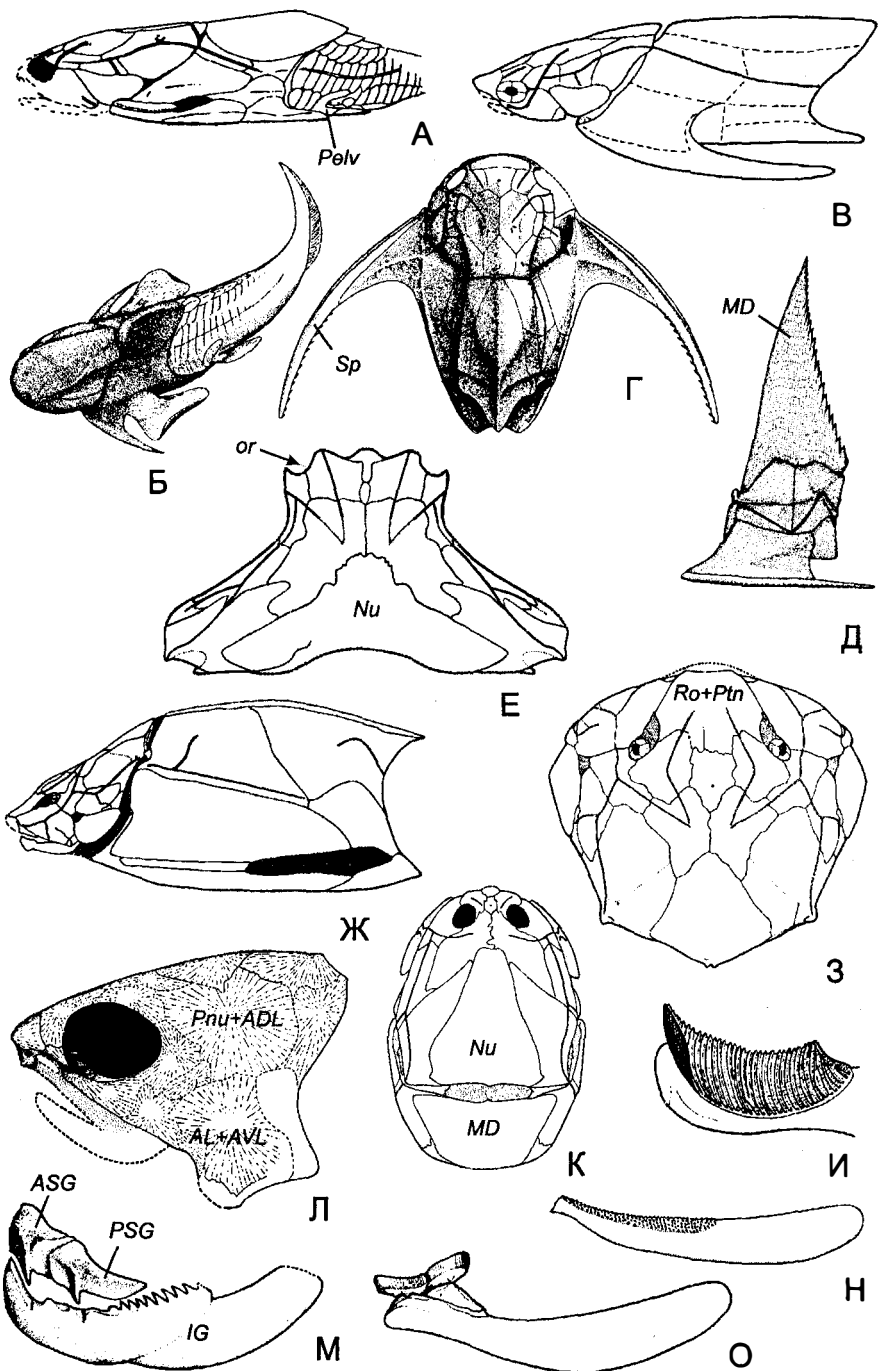 А
Pelv
В
Б
Sp
Г
MD
Д
or
Nu
Е
Ro+Ptn
З
Ж
Pnu+ADL
AL+AVL
Л
Nu
MD
К
И
ASG
PSG
IG
М
Н
О